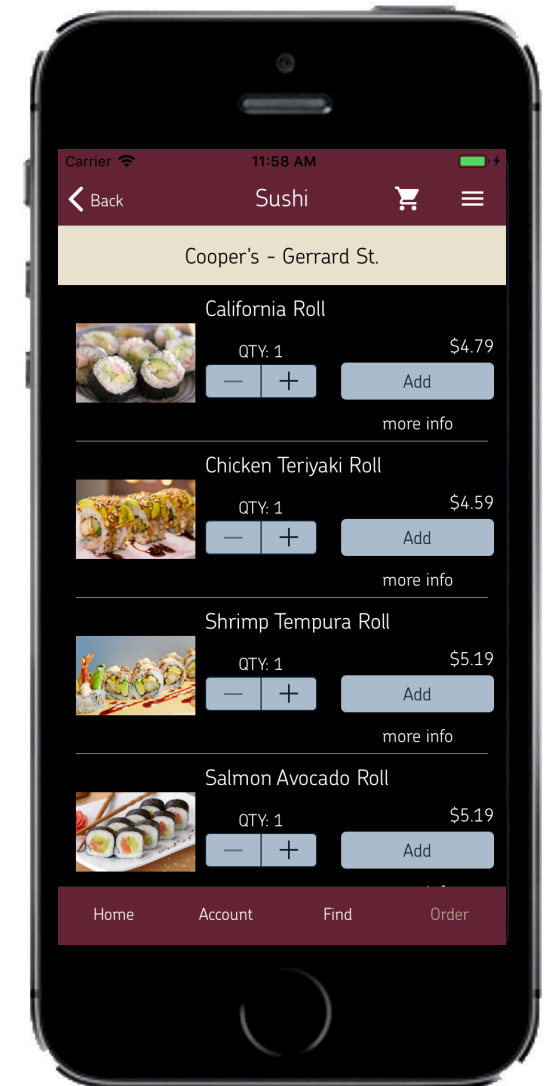 Carrier 11:58 AM
Back Sushi
Cooper's - Gerrard St.
California Roll
QTY: 1 $4.79
Add
more info
Chicken Teriyaki Roll
QTY: 1 $4.59
Add
more info
Shrimp Tempura Roll
QTY: 1 $5.19
Add
more info
Salmon Avocado Roll
QTY: 1 $5.19
Add
Home Account Find Order